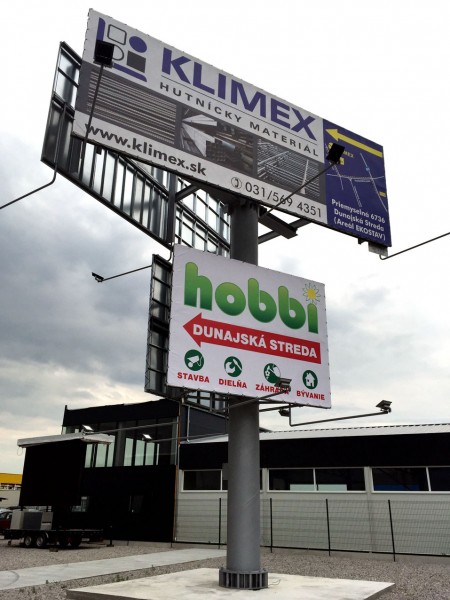 KLIMEX
HUTNÍCKY MATERIÁL
www.klimex.sk
031/569 4351
Priemyselná 6736
Dunajská Streda
(Areál EKOSTAV)
hobbi
DUNAJSKÁ STREDA
STAVBA
DIELŇA
ZÁHRADA
BÝVANIE